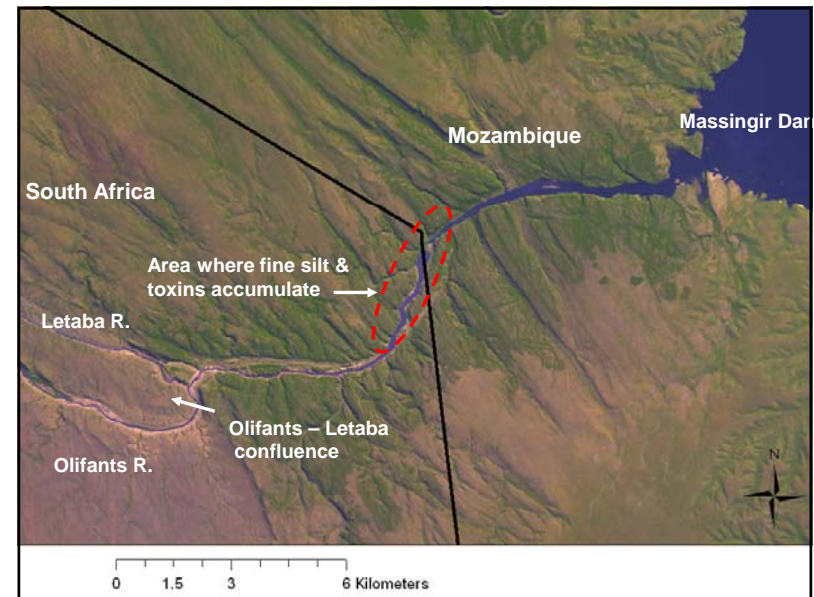 Mozambique
Massingir Dar
South Africa
Area where fine silt &
toxins accumulate
Letaba R.
Olifants – Letaba
confluence
Olifants R.
N
0 1.5 3 6 Kilometers